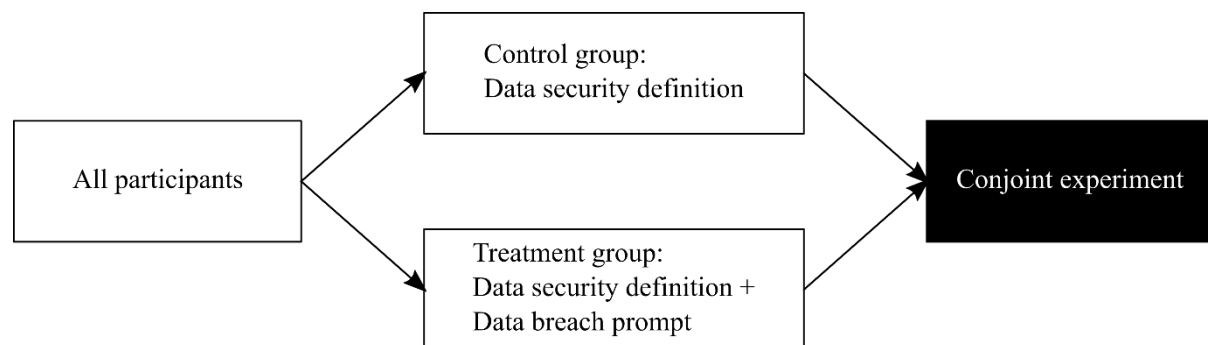 All participants
Control group:
Data security definition
Treatment group:
Data security definition +
Data breach prompt
Conjoint experiment